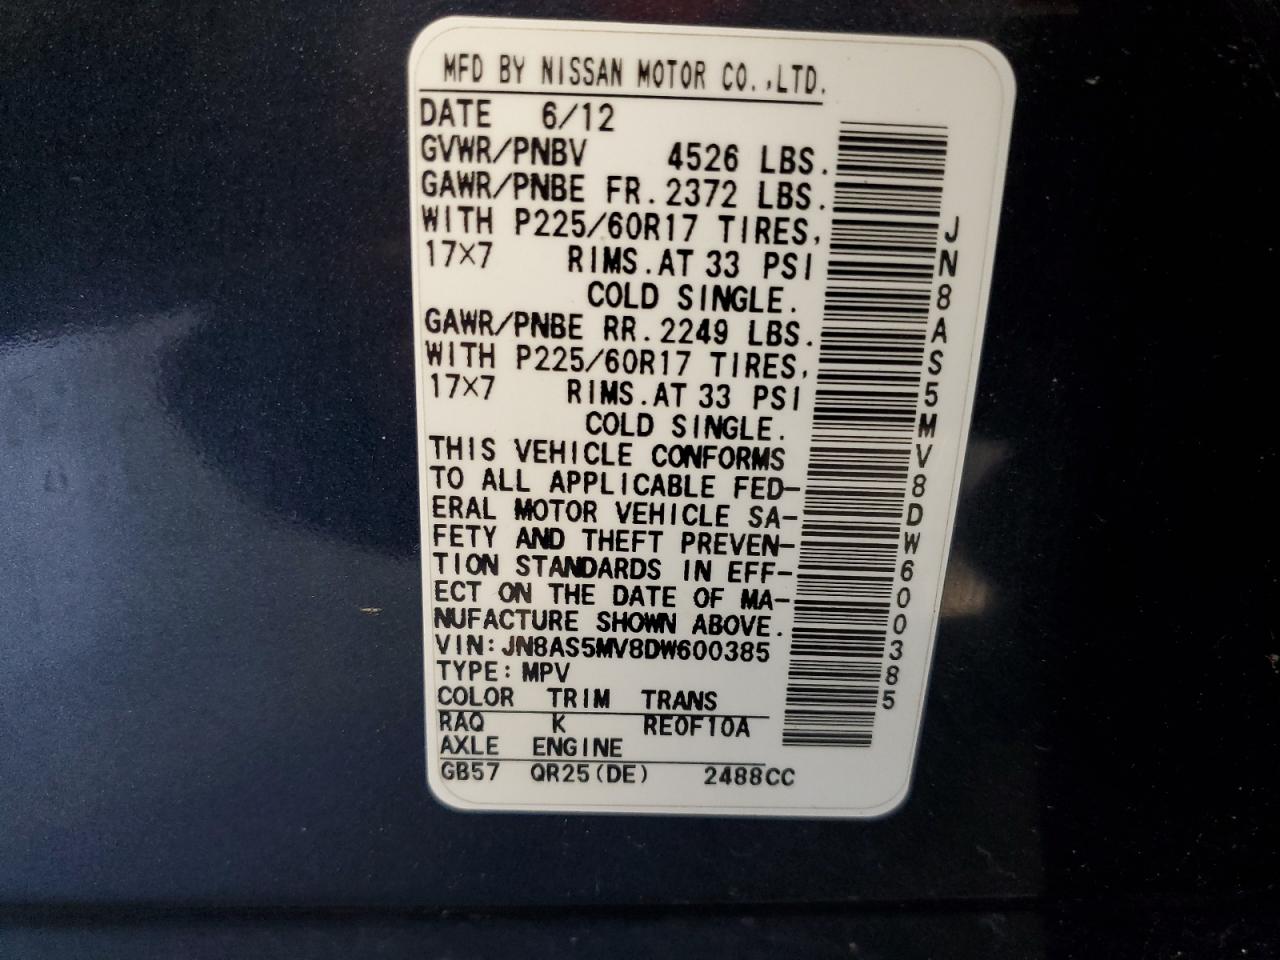 MFD BY NISSAN MOTOR CO.,LTD.
DATE 6/12
GVWR/PNBV 4526 LBS.
GAWR/PNBE FR. 2372 LBS.
WITH P225/60R17 TIRES,
17×7 RIMS. AT 33 PSI
COLD SINGLE.
GAWR/PNBE RR. 2249 LBS.
WITH P225/60R17 TIRES,
17×7 RIMS. AT 33 PSI
COLD SINGLE.
THIS VEHICLE CONFORMS
TO ALL APPLICABLE FED-
ERAL MOTOR VEHICLE SA-
FETY AND THEFT PREVEN-
TION STANDARDS IN EFF-
ECT ON THE DATE OF MA-
NUFACTURE SHOWN ABOVE.
VIN: JN8AS5MV8DW600385
TYPE: MPV
COLOR TRIM TRANS
RAQ K RE0F10A
AXLE ENGINE
GB57 QR25(DE) 2488CC
JN8AS5MV8DW600385